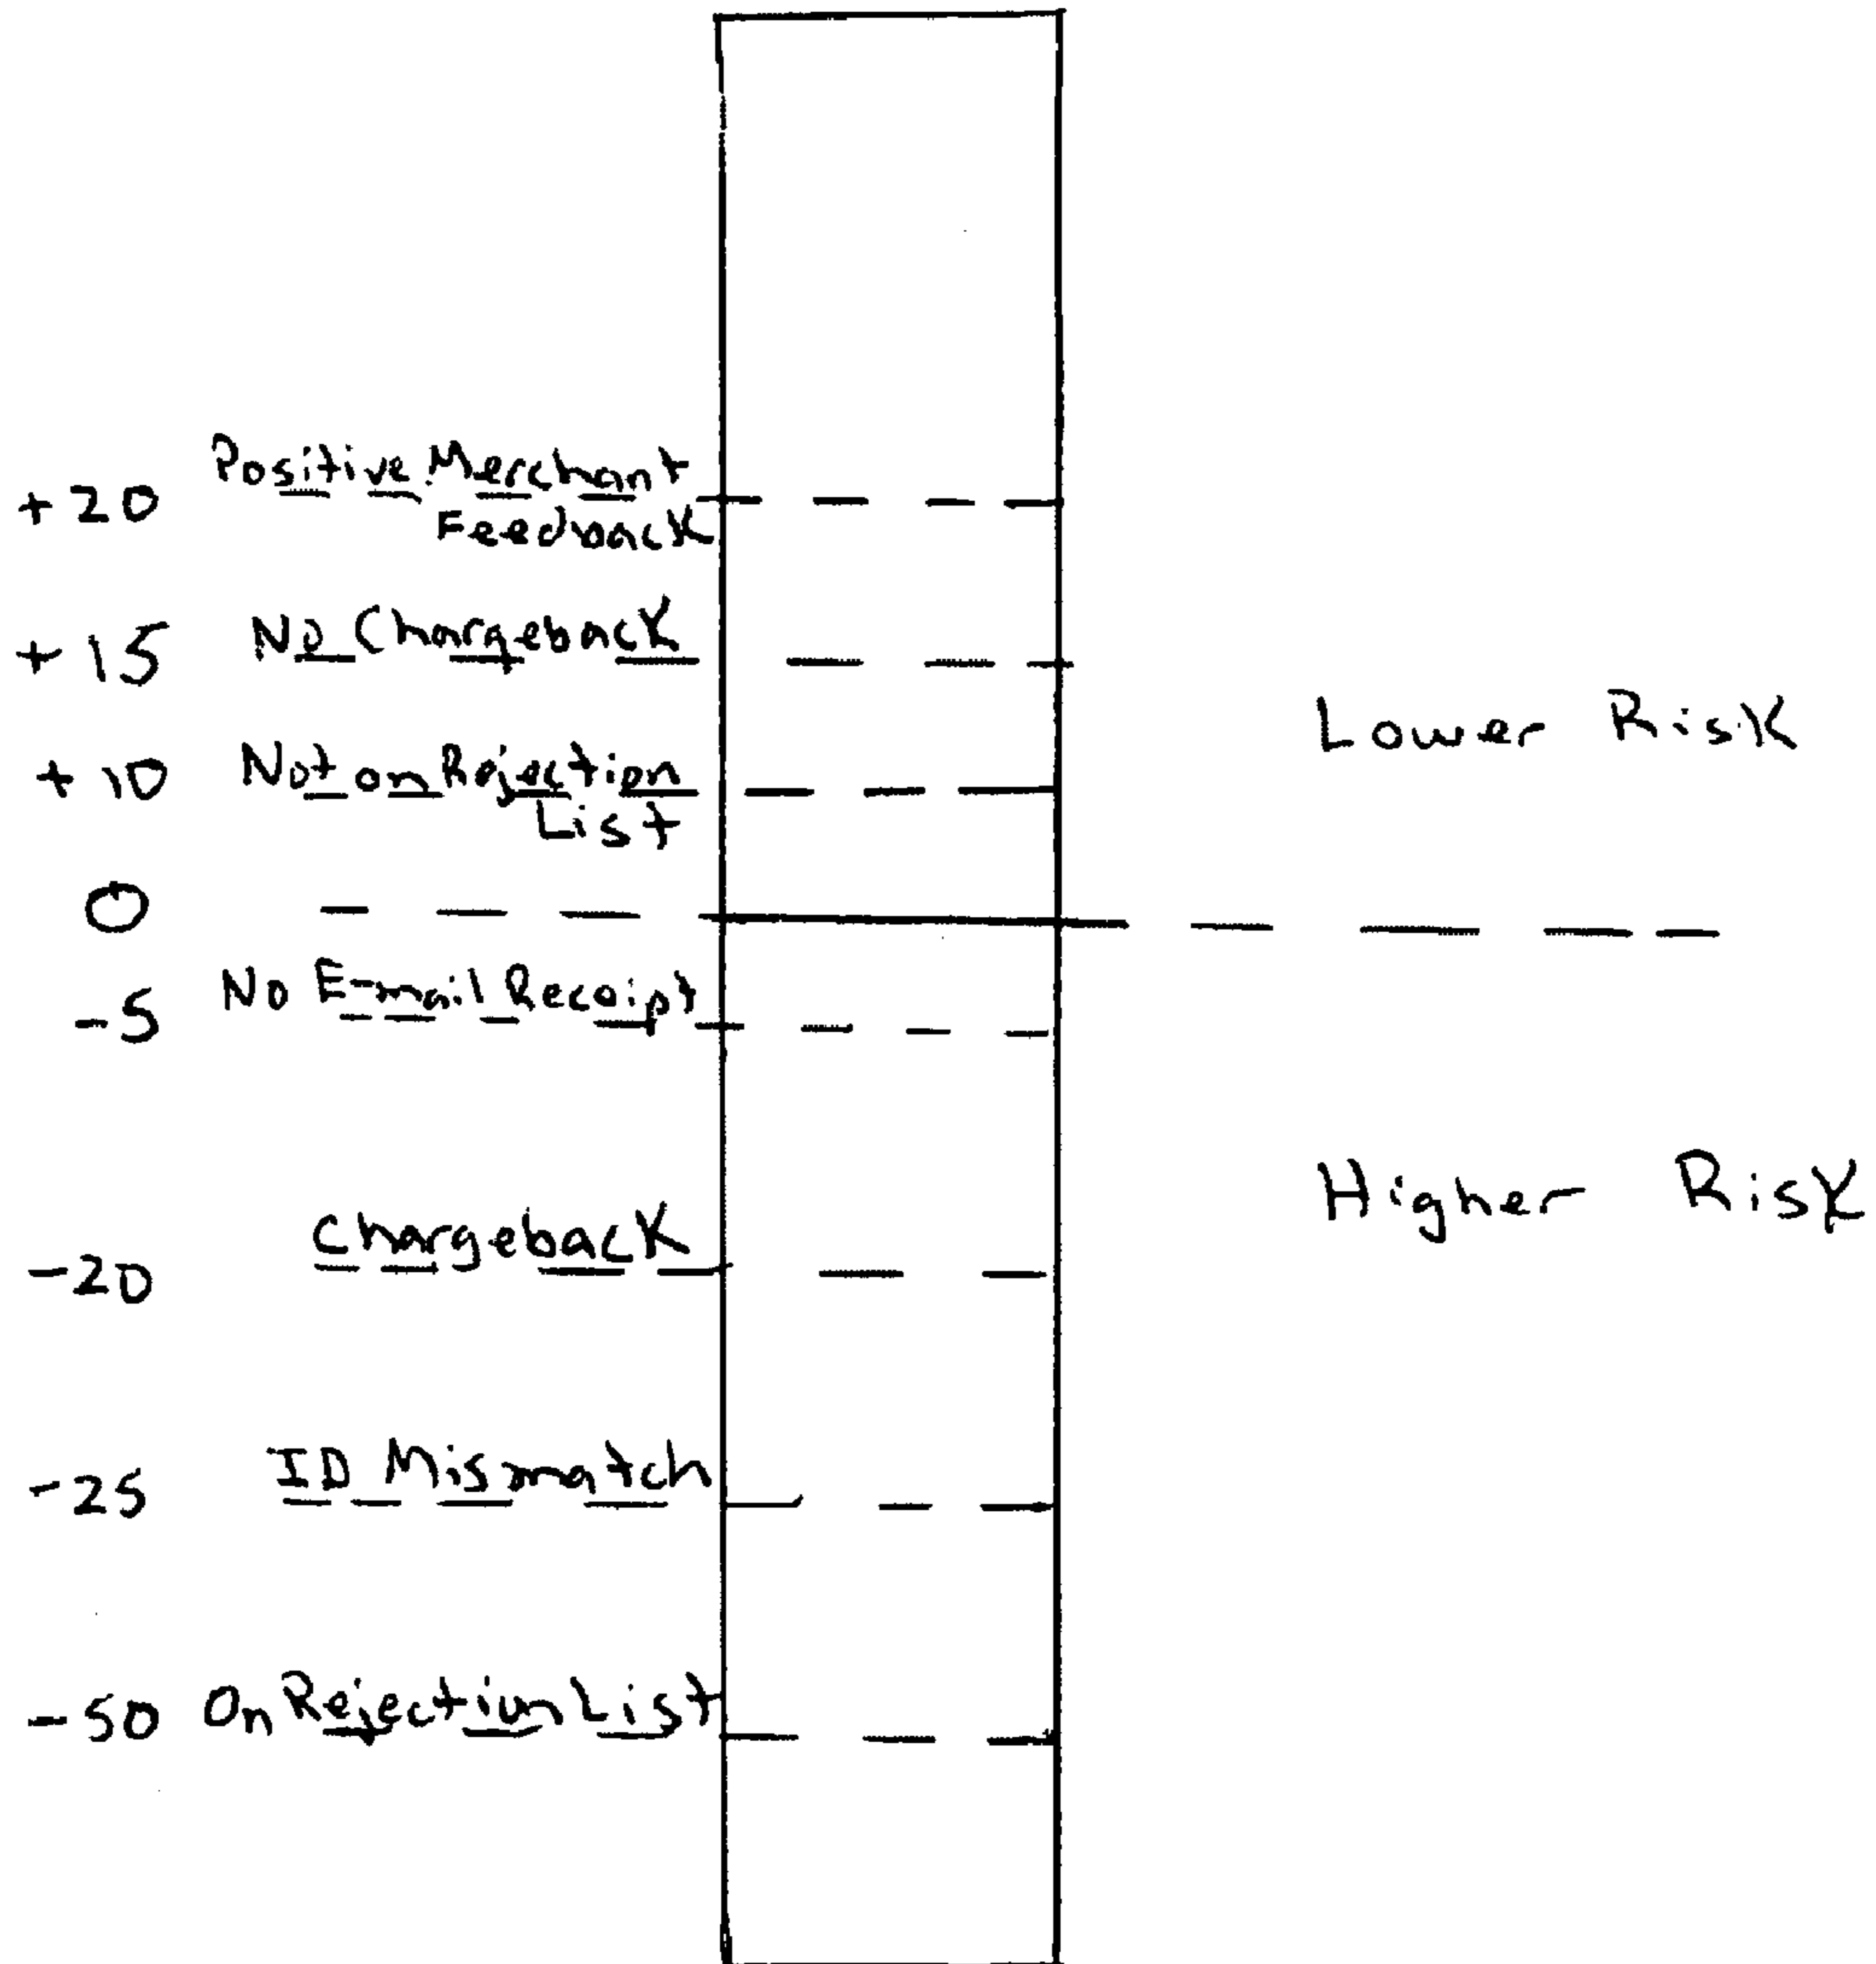 +20 Positive Merchant
Feedback
+15 No Chargeback
+10 Not on Rejection
List
Lower Risk
0
-5 No E-mail Receipt
Higher Risk
-20 Chargeback
-25 ID Mismatch
-50 On Rejection List